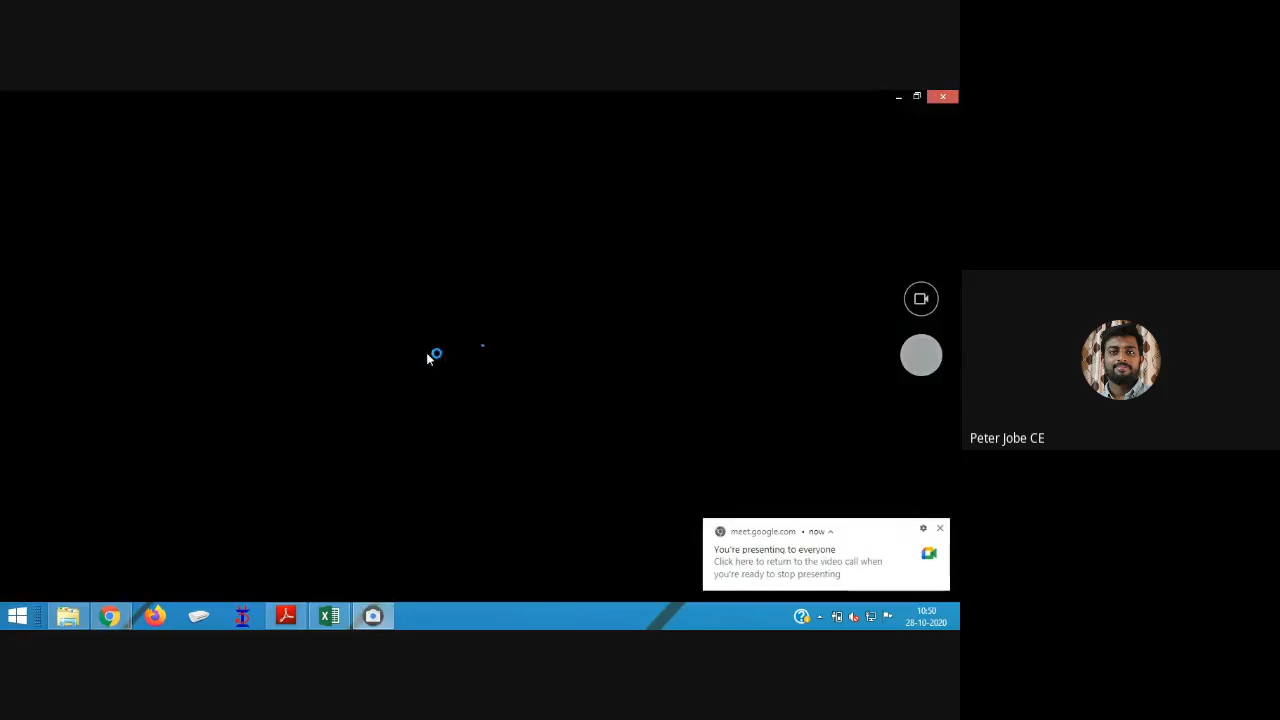 Peter Jobe CE
meet.google.com • now
You're presenting to everyone
Click here to return to the video call when
you're ready to stop presenting
10:50
28-10-2020